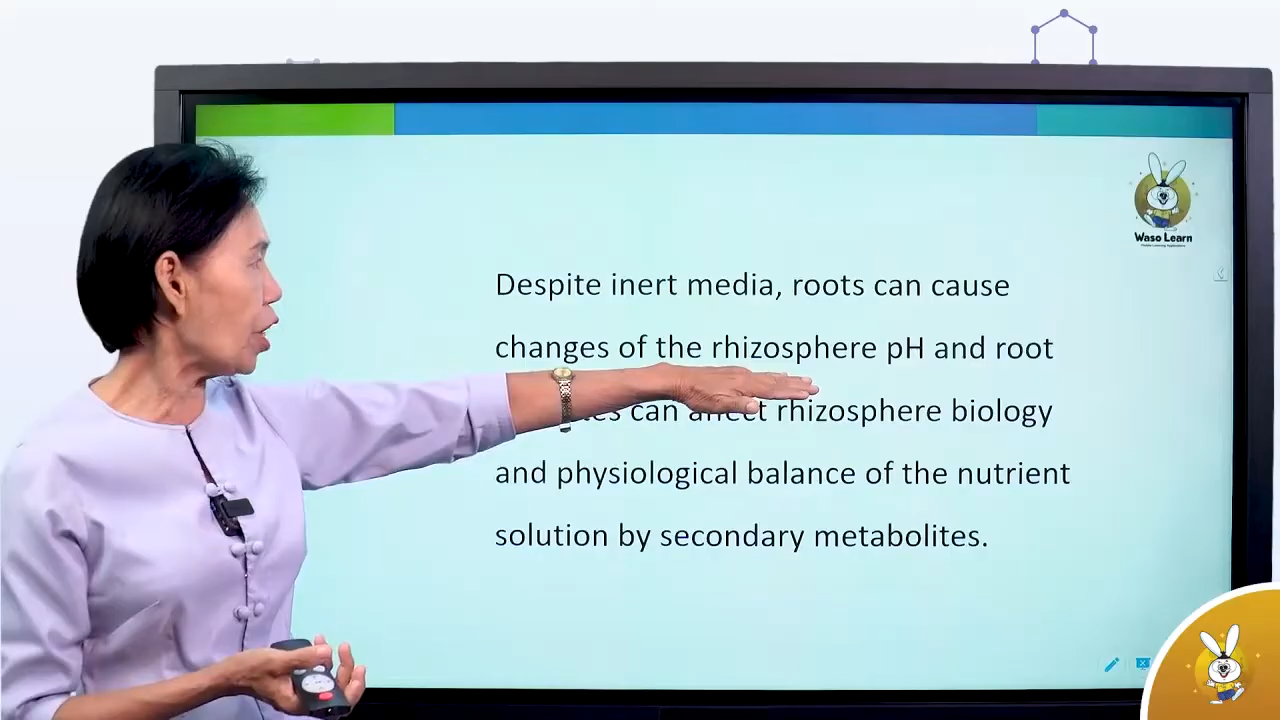 Waso Learn
Despite inert media, roots can cause
changes of the rhizosphere pH and root
can affect rhizosphere biology
and physiological balance of the nutrient
solution by secondary metabolites.